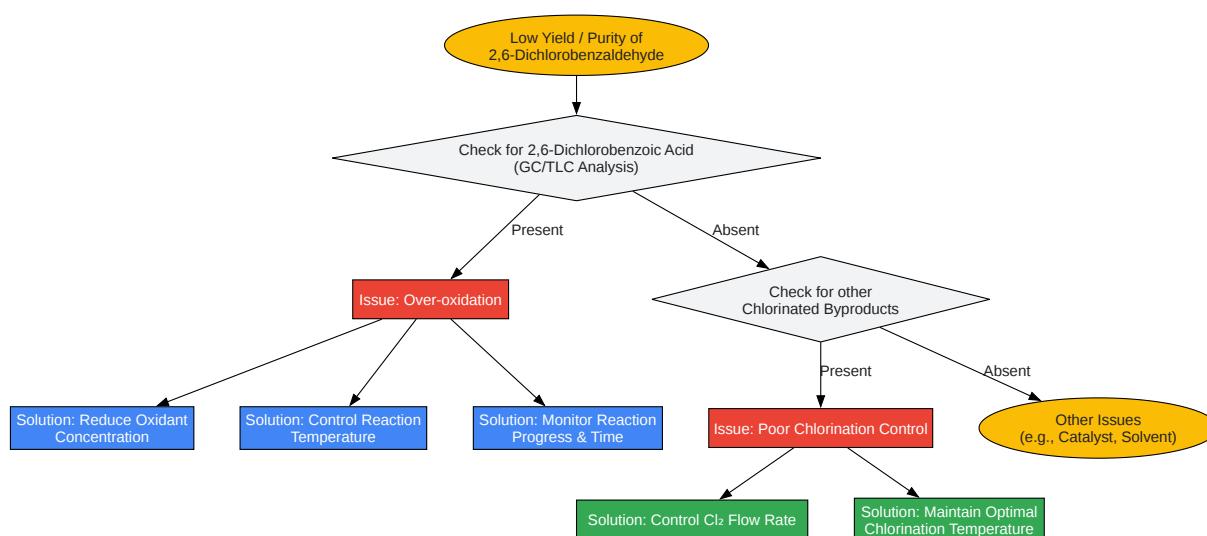 Low Yield / Purity of
2,6-Dichlorobenzaldehyde
Check for 2,6-Dichlorobenzoic Acid
(GC/TLC Analysis)
Present
Absent
Issue: Over-oxidation
Check for other
Chlorinated Byproducts
Present
Absent
Solution: Reduce Oxidant
Concentration
Solution: Control Reaction
Temperature
Solution: Monitor Reaction
Progress & Time
Issue: Poor Chlorination Control
Other Issues
(e.g., Catalyst, Solvent)
Solution: Control Cl₂ Flow Rate
Solution: Maintain Optimal
Chlorination Temperature